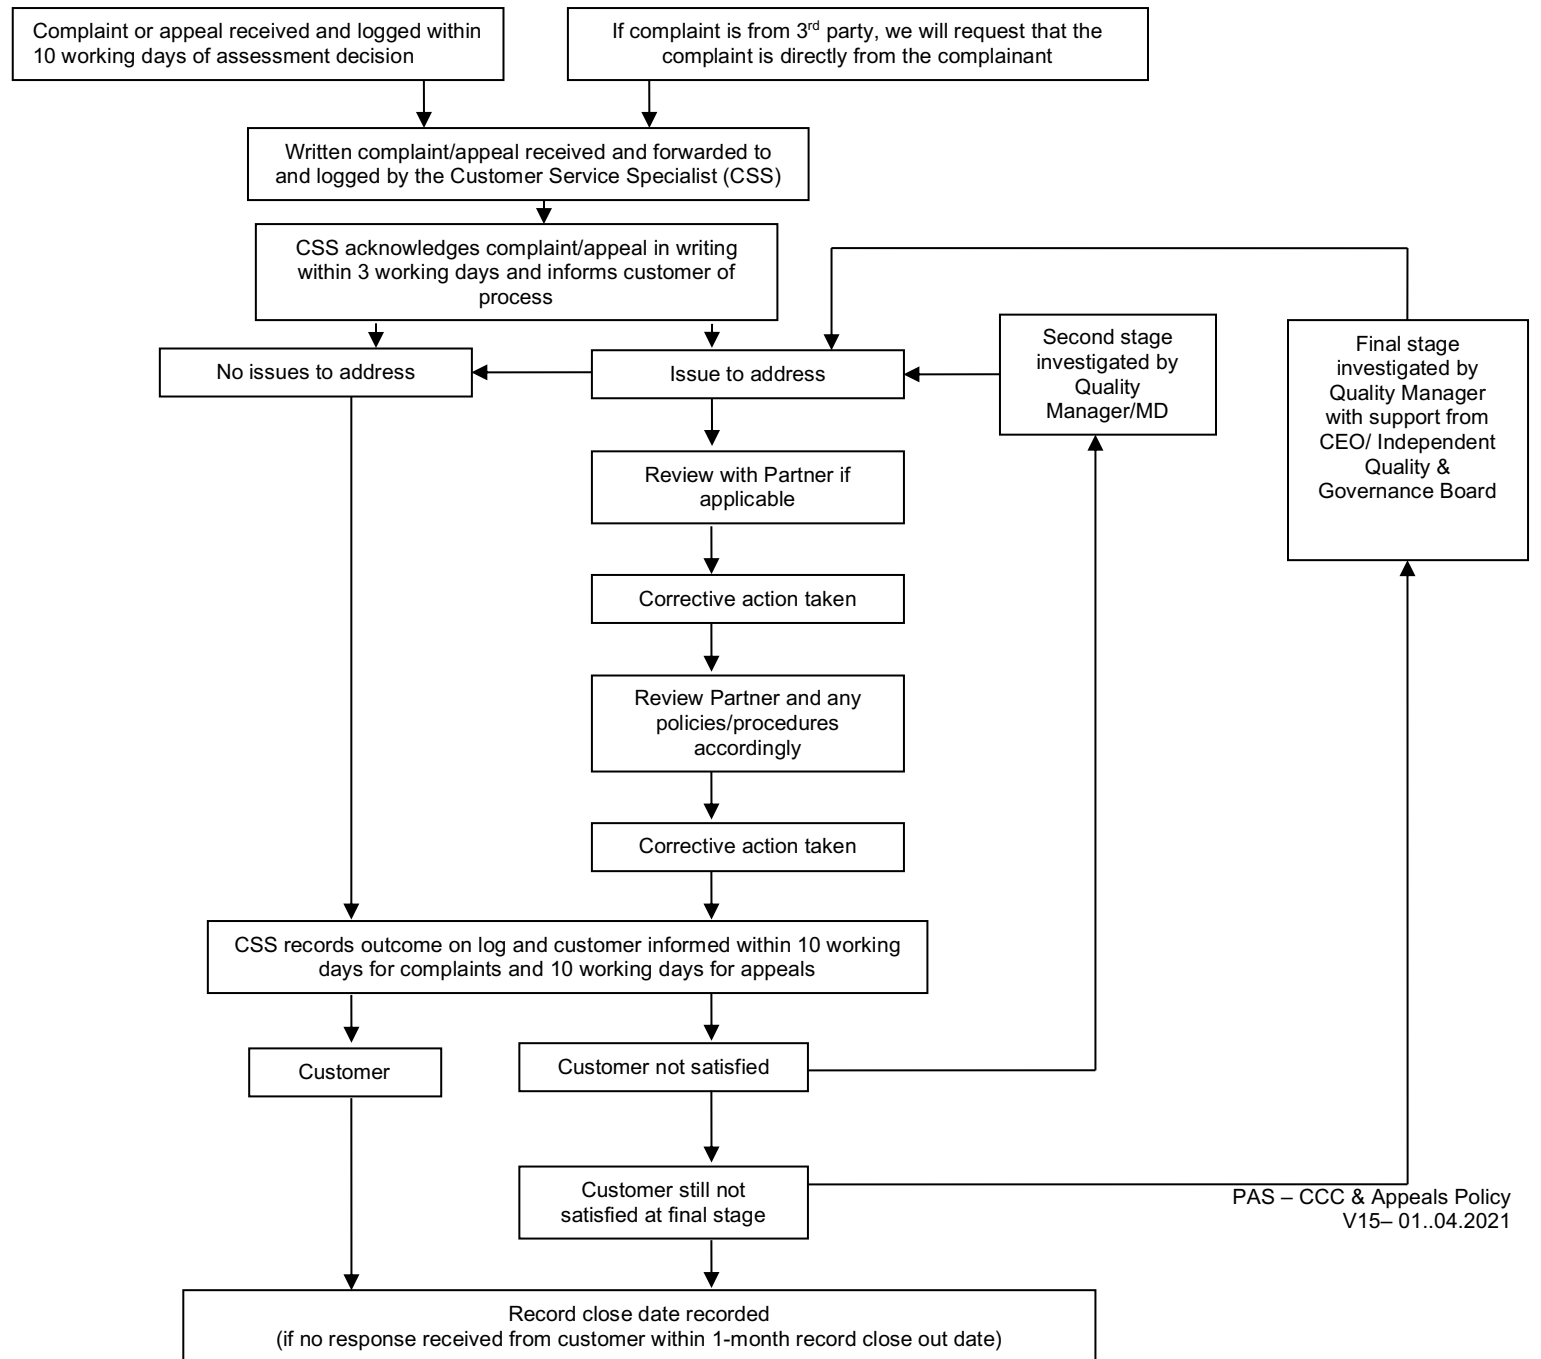 Complaint or appeal received and logged within
10 working days of assessment decision
If complaint is from 3rd party, we will request that the
complaint is directly from the complainant
Written complaint/appeal received and forwarded to
and logged by the Customer Service Specialist (CSS)
CSS acknowledges complaint/appeal in writing
within 3 working days and informs customer of
process
No issues to address
Issue to address
Second stage
investigated by
Quality
Manager/MD
Final stage
investigated by
Quality Manager
with support from
CEO/ Independent
Quality &
Governance Board
Review with Partner if
applicable
Corrective action taken
Review Partner and any
policies/procedures
accordingly
Corrective action taken
CSS records outcome on log and customer informed within 10 working
days for complaints and 10 working days for appeals
Customer
Customer not satisfied
Customer still not
satisfied at final stage
PAS – CCC & Appeals Policy
V15– 01..04.2021
Record close date recorded
(if no response received from customer within 1-month record close out date)